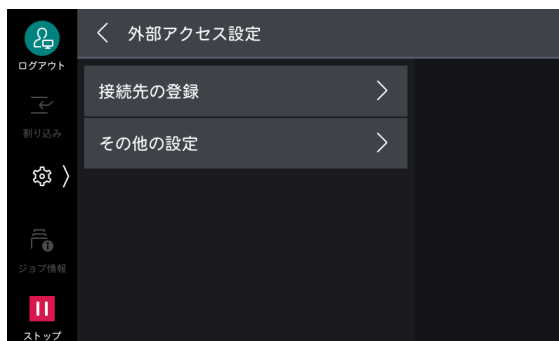 外部アクセス設定
ログアウト
接続先の登録
割り込み
その他の設定
ジョブ情報
ストップ